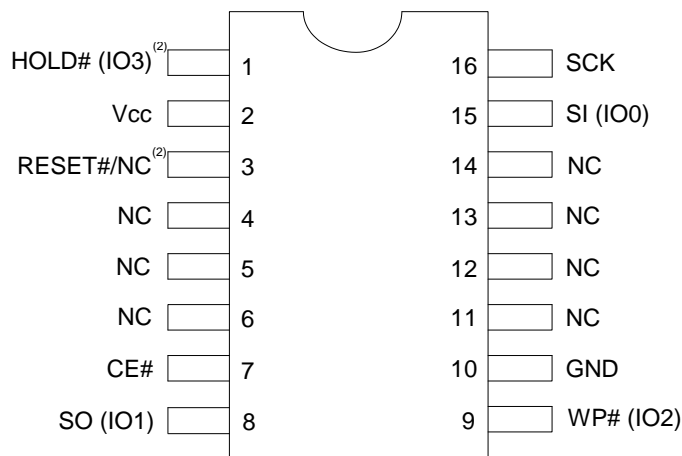 HOLD# (IO3)(2) 1 16 SCK
Vcc 2 15 SI (IO0)
RESET#/NC(2) 3 14 NC
NC 4 13 NC
NC 5 12 NC
NC 6 11 NC
CE# 7 10 GND
SO (IO1) 8 9 WP# (IO2)